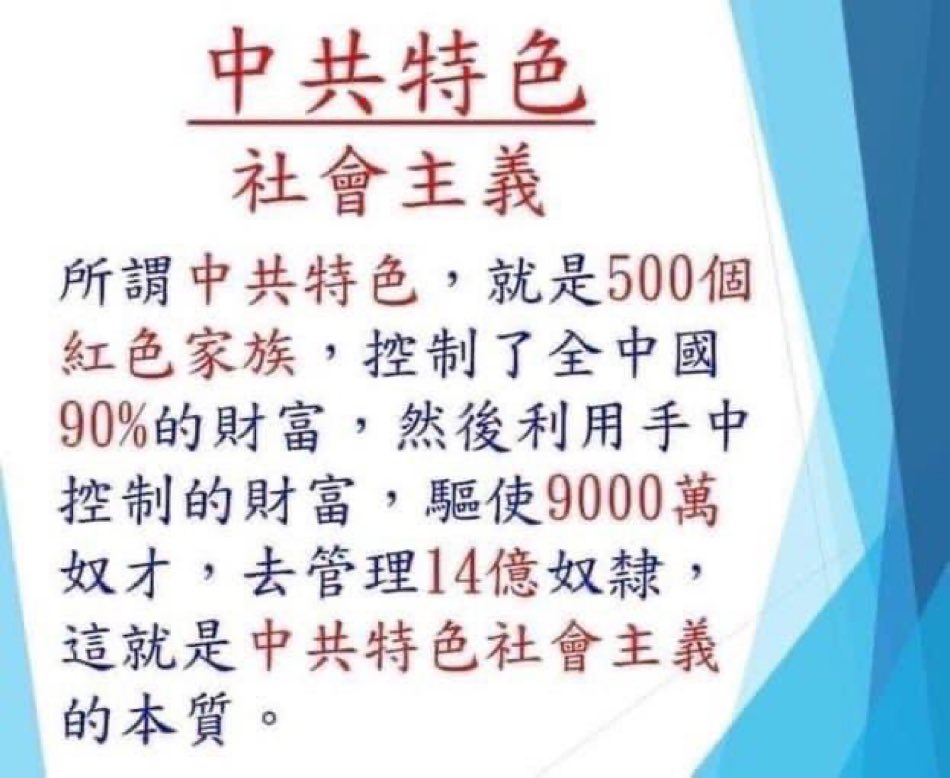 中共特色
社會主義
所謂中共特色，就是500個
紅色家族，控制了全中國
90%的財富，然後利用手中
控制的財富，驅使9000萬
奴才，去管理14億奴隸，
這就是中共特色社會主義
的本質。